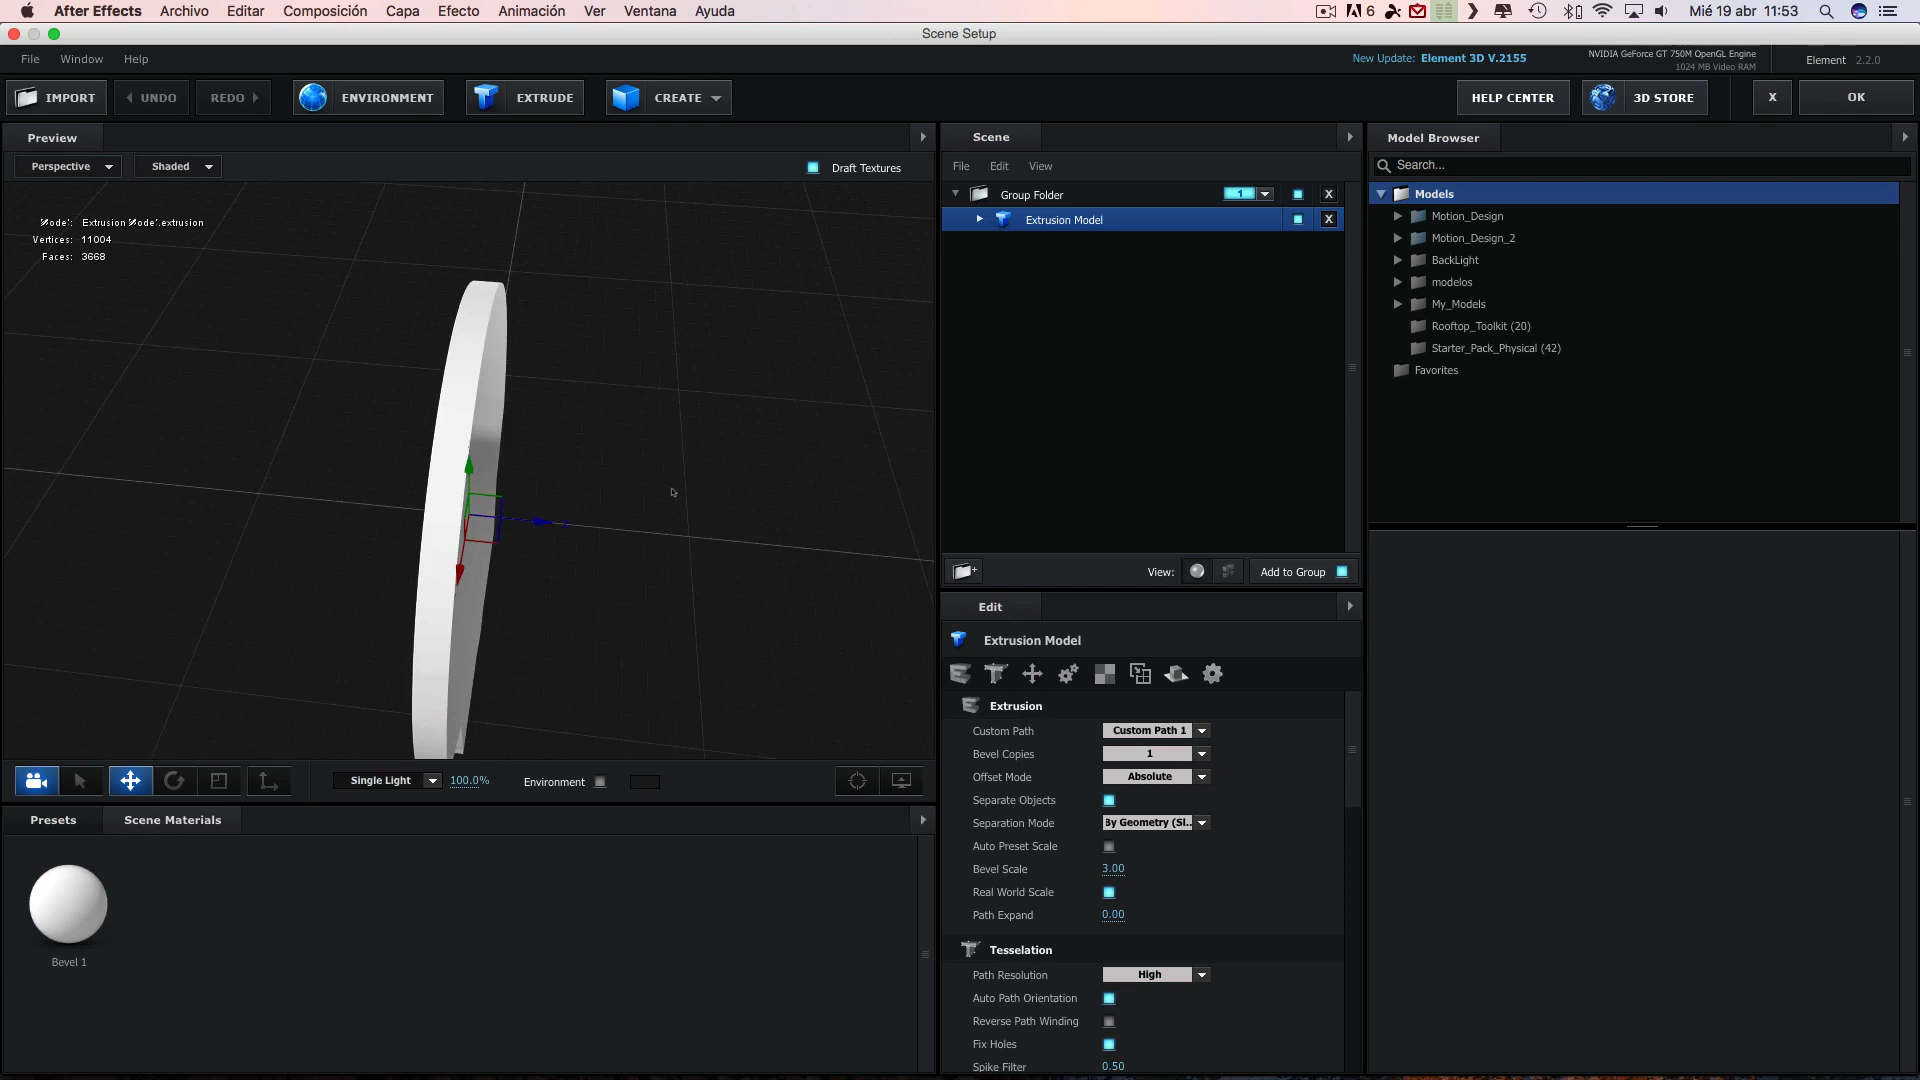 After Effects Archivo Editar Composición Capa Efecto Animación Ver Ventana Ayuda 6 Mié 19 abr 11:53
Scene Setup
File Window Help New Update: Element 3D V.2155 NVIDIA GeForce GT 750M OpenGL Engine Element 2.2.0
1024 MB Video RAM
IMPORT UNDO REDO ENVIRONMENT EXTRUDE CREATE HELP CENTER 3D STORE X OK
Preview
Perspective Shaded Draft Textures
Vertices: 11004
Faces: 3668
Single Light 100.0% Environment
Presets Scene Materials
Bevel 1
Scene
File Edit View
Group Folder 1 X
Extrusion Model X
View: Add to Group
Edit
Extrusion Model
Extrusion
Custom Path Custom Path 1
Bevel Copies 1
Offset Mode Absolute
Separate Objects
Separation Mode By Geometry (Sl..
Auto Preset Scale
Bevel Scale 3.00
Real World Scale
Path Expand 0.00
Tesselation
Path Resolution High
Auto Path Orientation
Reverse Path Winding
Fix Holes
Spike Filter 0.50
Model Browser
Search...
Models
Motion_Design
Motion_Design_2
BackLight
modelos
My_Models
Rooftop_Toolkit (20)
Starter_Pack_Physical (42)
Favorites